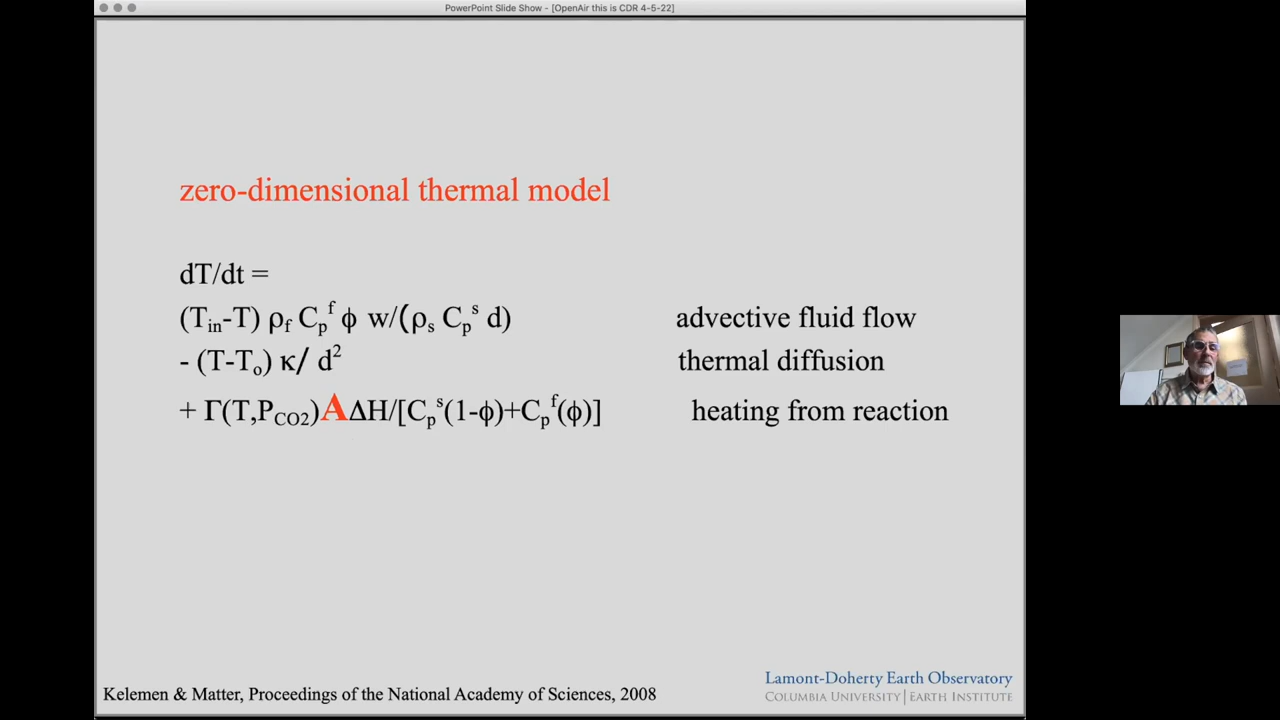 PowerPoint Slide Show - [OpenAir this is CDR 4-5-22]
zero-dimensional thermal model
dT/dt =
(Tin-T) ρf Cpf ϕ w/(ρs Cps d) advective fluid flow
- (T-To) κ/ d2 thermal diffusion
+ Γ(T,PCO2)AΔH/[Cps(1-ϕ)+Cpf(ϕ)] heating from reaction
Kelemen & Matter, Proceedings of the National Academy of Sciences, 2008
Lamont-Doherty Earth Observatory
COLUMBIA UNIVERSITY | EARTH INSTITUTE